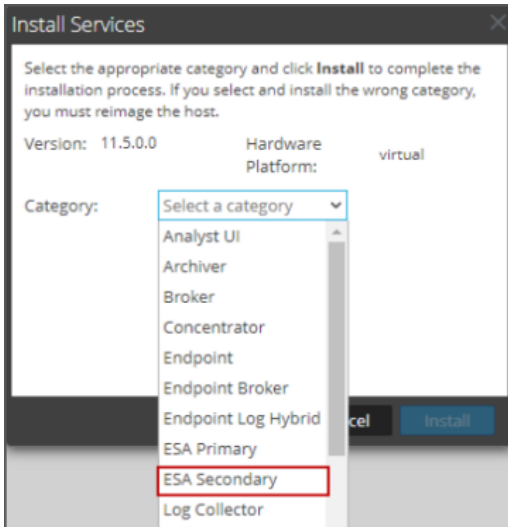 Install Services
Select the appropriate category and click Install to complete the
installation process. If you select and install the wrong category,
you must reimage the host.
Version: 11.5.0.0 Hardware
Platform: virtual
Category: Select a category
Analyst UI
Archiver
Broker
Concentrator
Endpoint
Endpoint Broker
Endpoint Log Hybrid
cel Install
ESA Primary
ESA Secondary
Log Collector